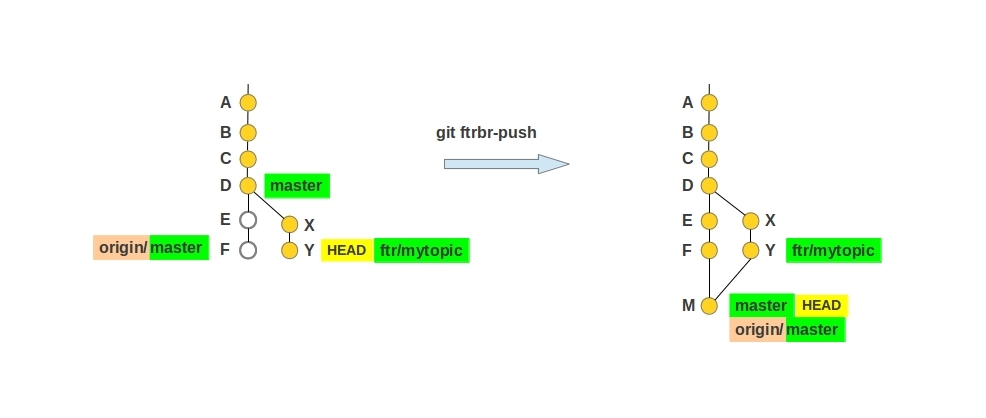 A
B
C
D master
E X
origin/master F Y HEAD ftr/mytopic
git ftrbr-push
A
B
C
D
E X
F Y ftr/mytopic
M master HEAD
origin/master